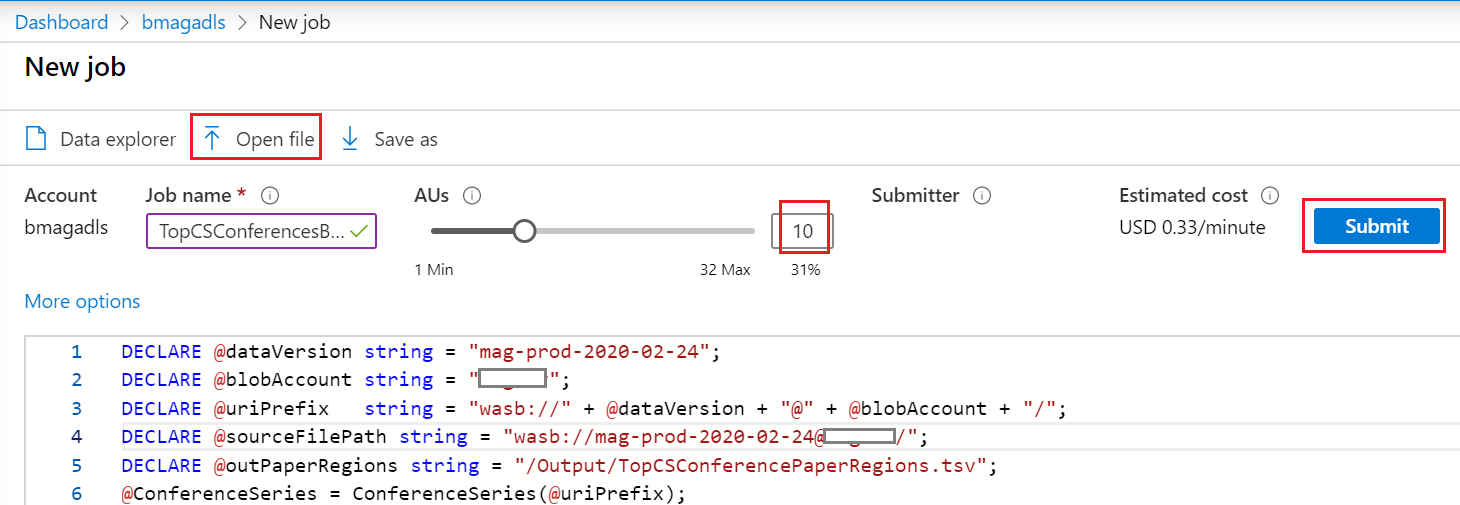 Dashboard > bmagadls > New job
New job
Data explorer Open file Save as
Account Job name * AUs Submitter Estimated cost
bmagadls TopCSConferencesB... 10 USD 0.33/minute Submit
1 Min 32 Max 31%
More options
1 DECLARE @dataVersion string = "mag-prod-2020-02-24";
2 DECLARE @blobAccount string = "";
3 DECLARE @uriPrefix string = "wasb://" + @dataVersion + "@" + @blobAccount + "/";
4 DECLARE @sourceFilePath string = "wasb://mag-prod-2020-02-24@/";
5 DECLARE @outPaperRegions string = "/Output/TopCSConferencePaperRegions.tsv";
6 @ConferenceSeries = ConferenceSeries(@uriPrefix);